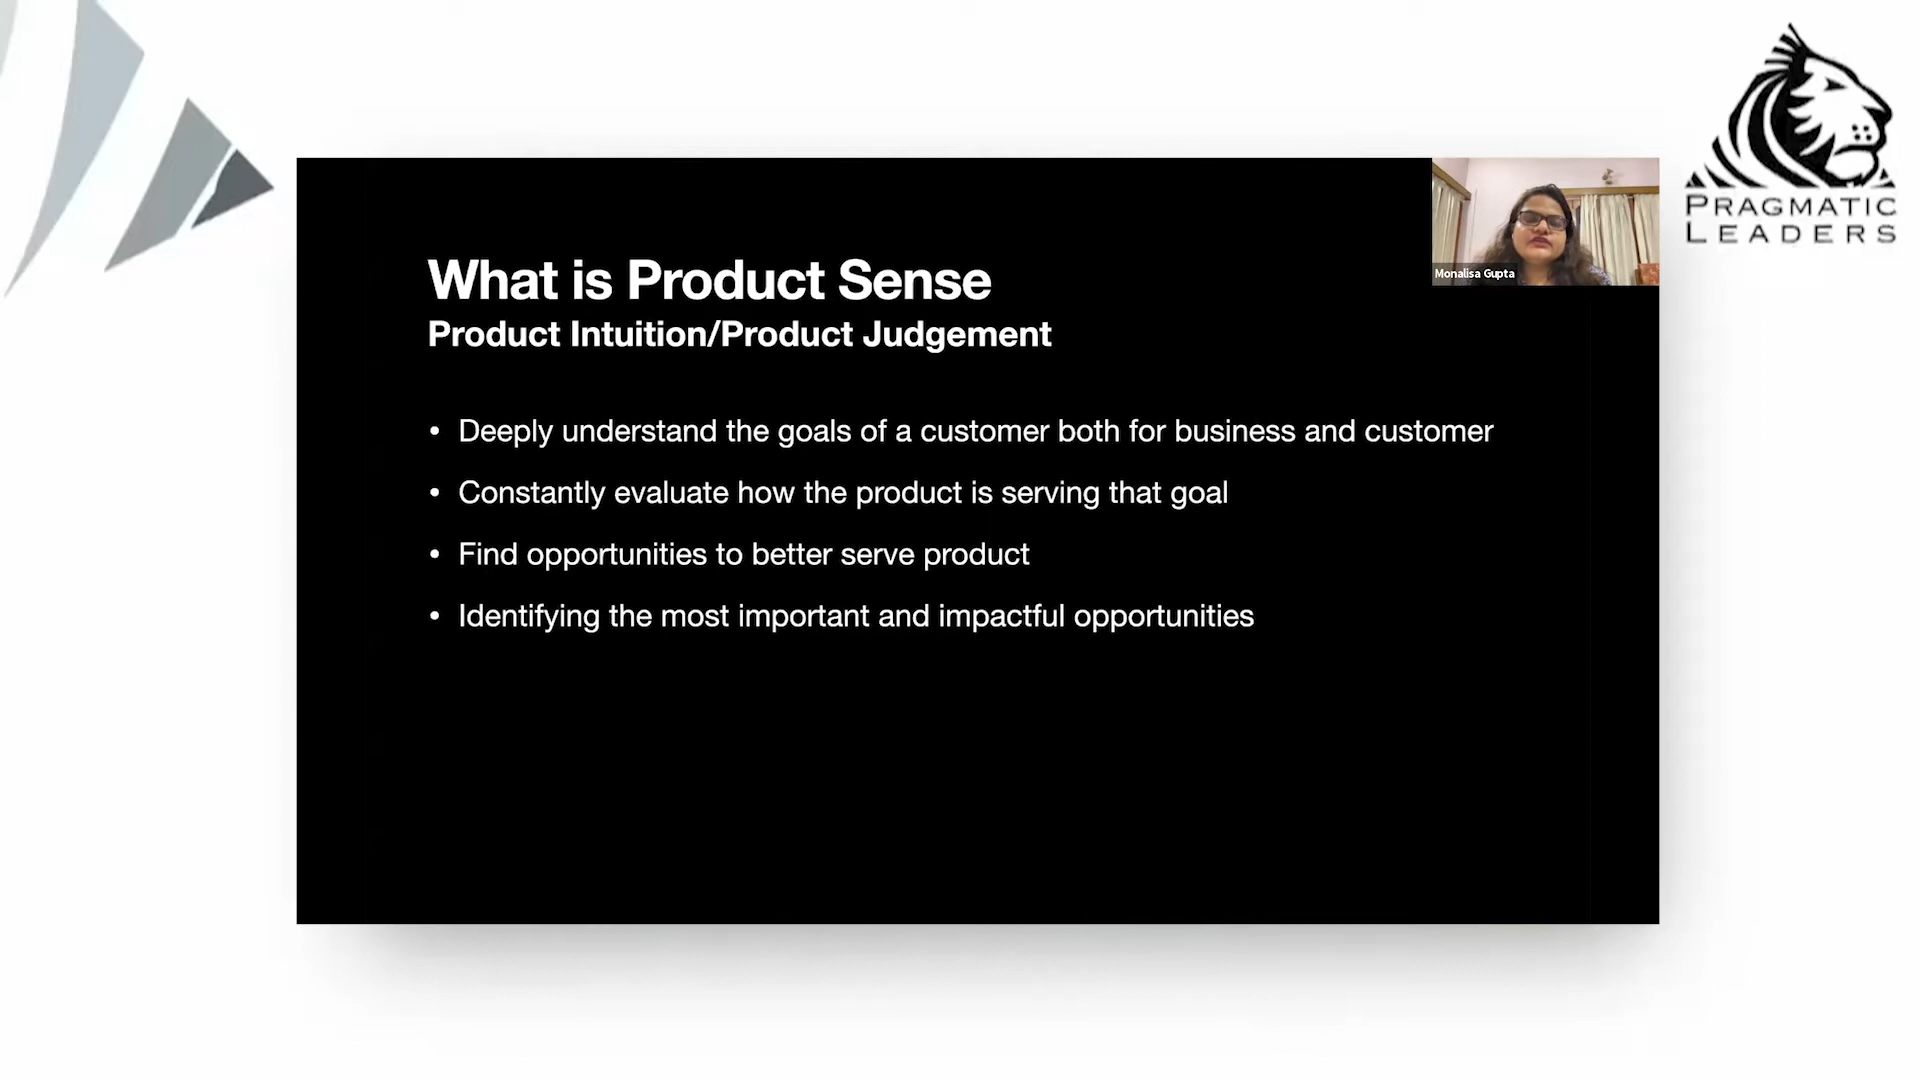 What is Product Sense
Product Intuition/Product Judgement
• Deeply understand the goals of a customer both for business and customer
• Constantly evaluate how the product is serving that goal
• Find opportunities to better serve product
• Identifying the most important and impactful opportunities
Monalisa Gupta
PRAGMATIC
LEADERS